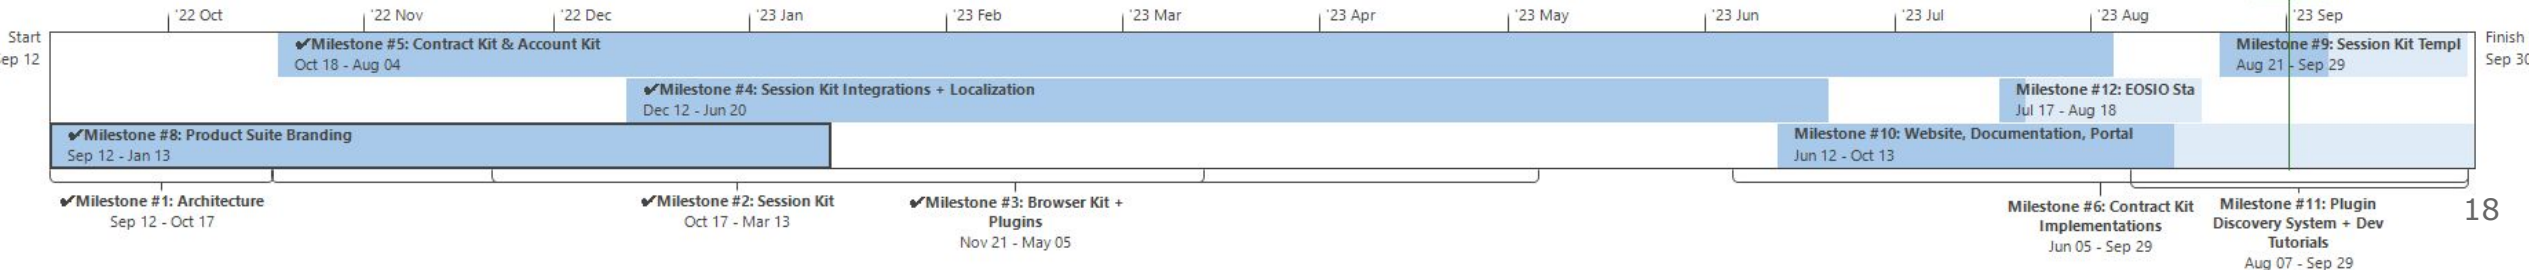 '22 Oct '22 Nov '22 Dec '23 Jan '23 Feb '23 Mar '23 Apr '23 May '23 Jun '23 Jul '23 Aug '23 Sep
Start
ep 12
✔Milestone #5: Contract Kit & Account Kit
Oct 18 - Aug 04
Milestone #9: Session Kit Templ
Aug 21 - Sep 29
Finish
Sep 30
✔Milestone #4: Session Kit Integrations + Localization
Dec 12 - Jun 20
Milestone #12: EOSIO Sta
Jul 17 - Aug 18
✔Milestone #8: Product Suite Branding
Sep 12 - Jan 13
Milestone #10: Website, Documentation, Portal
Jun 12 - Oct 13
✔Milestone #1: Architecture
Sep 12 - Oct 17
✔Milestone #2: Session Kit
Oct 17 - Mar 13
✔Milestone #3: Browser Kit +
Plugins
Nov 21 - May 05
Milestone #6: Contract Kit
Implementations
Jun 05 - Sep 29
Milestone #11: Plugin
Discovery System + Dev
Tutorials
Aug 07 - Sep 29
18